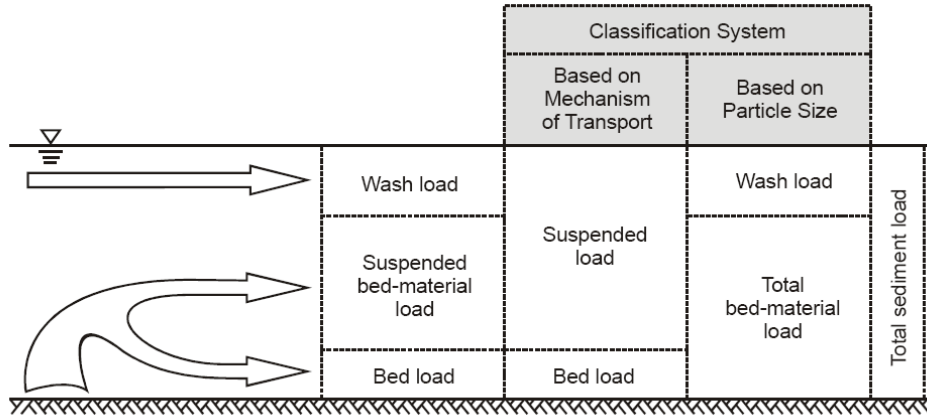 Classification System
Based on
Mechanism
of Transport
Based on
Particle Size
Wash load
Suspended
bed-material
load
Bed load
Suspended
load
Bed load
Wash load
Total
bed-material
load
Total sediment load